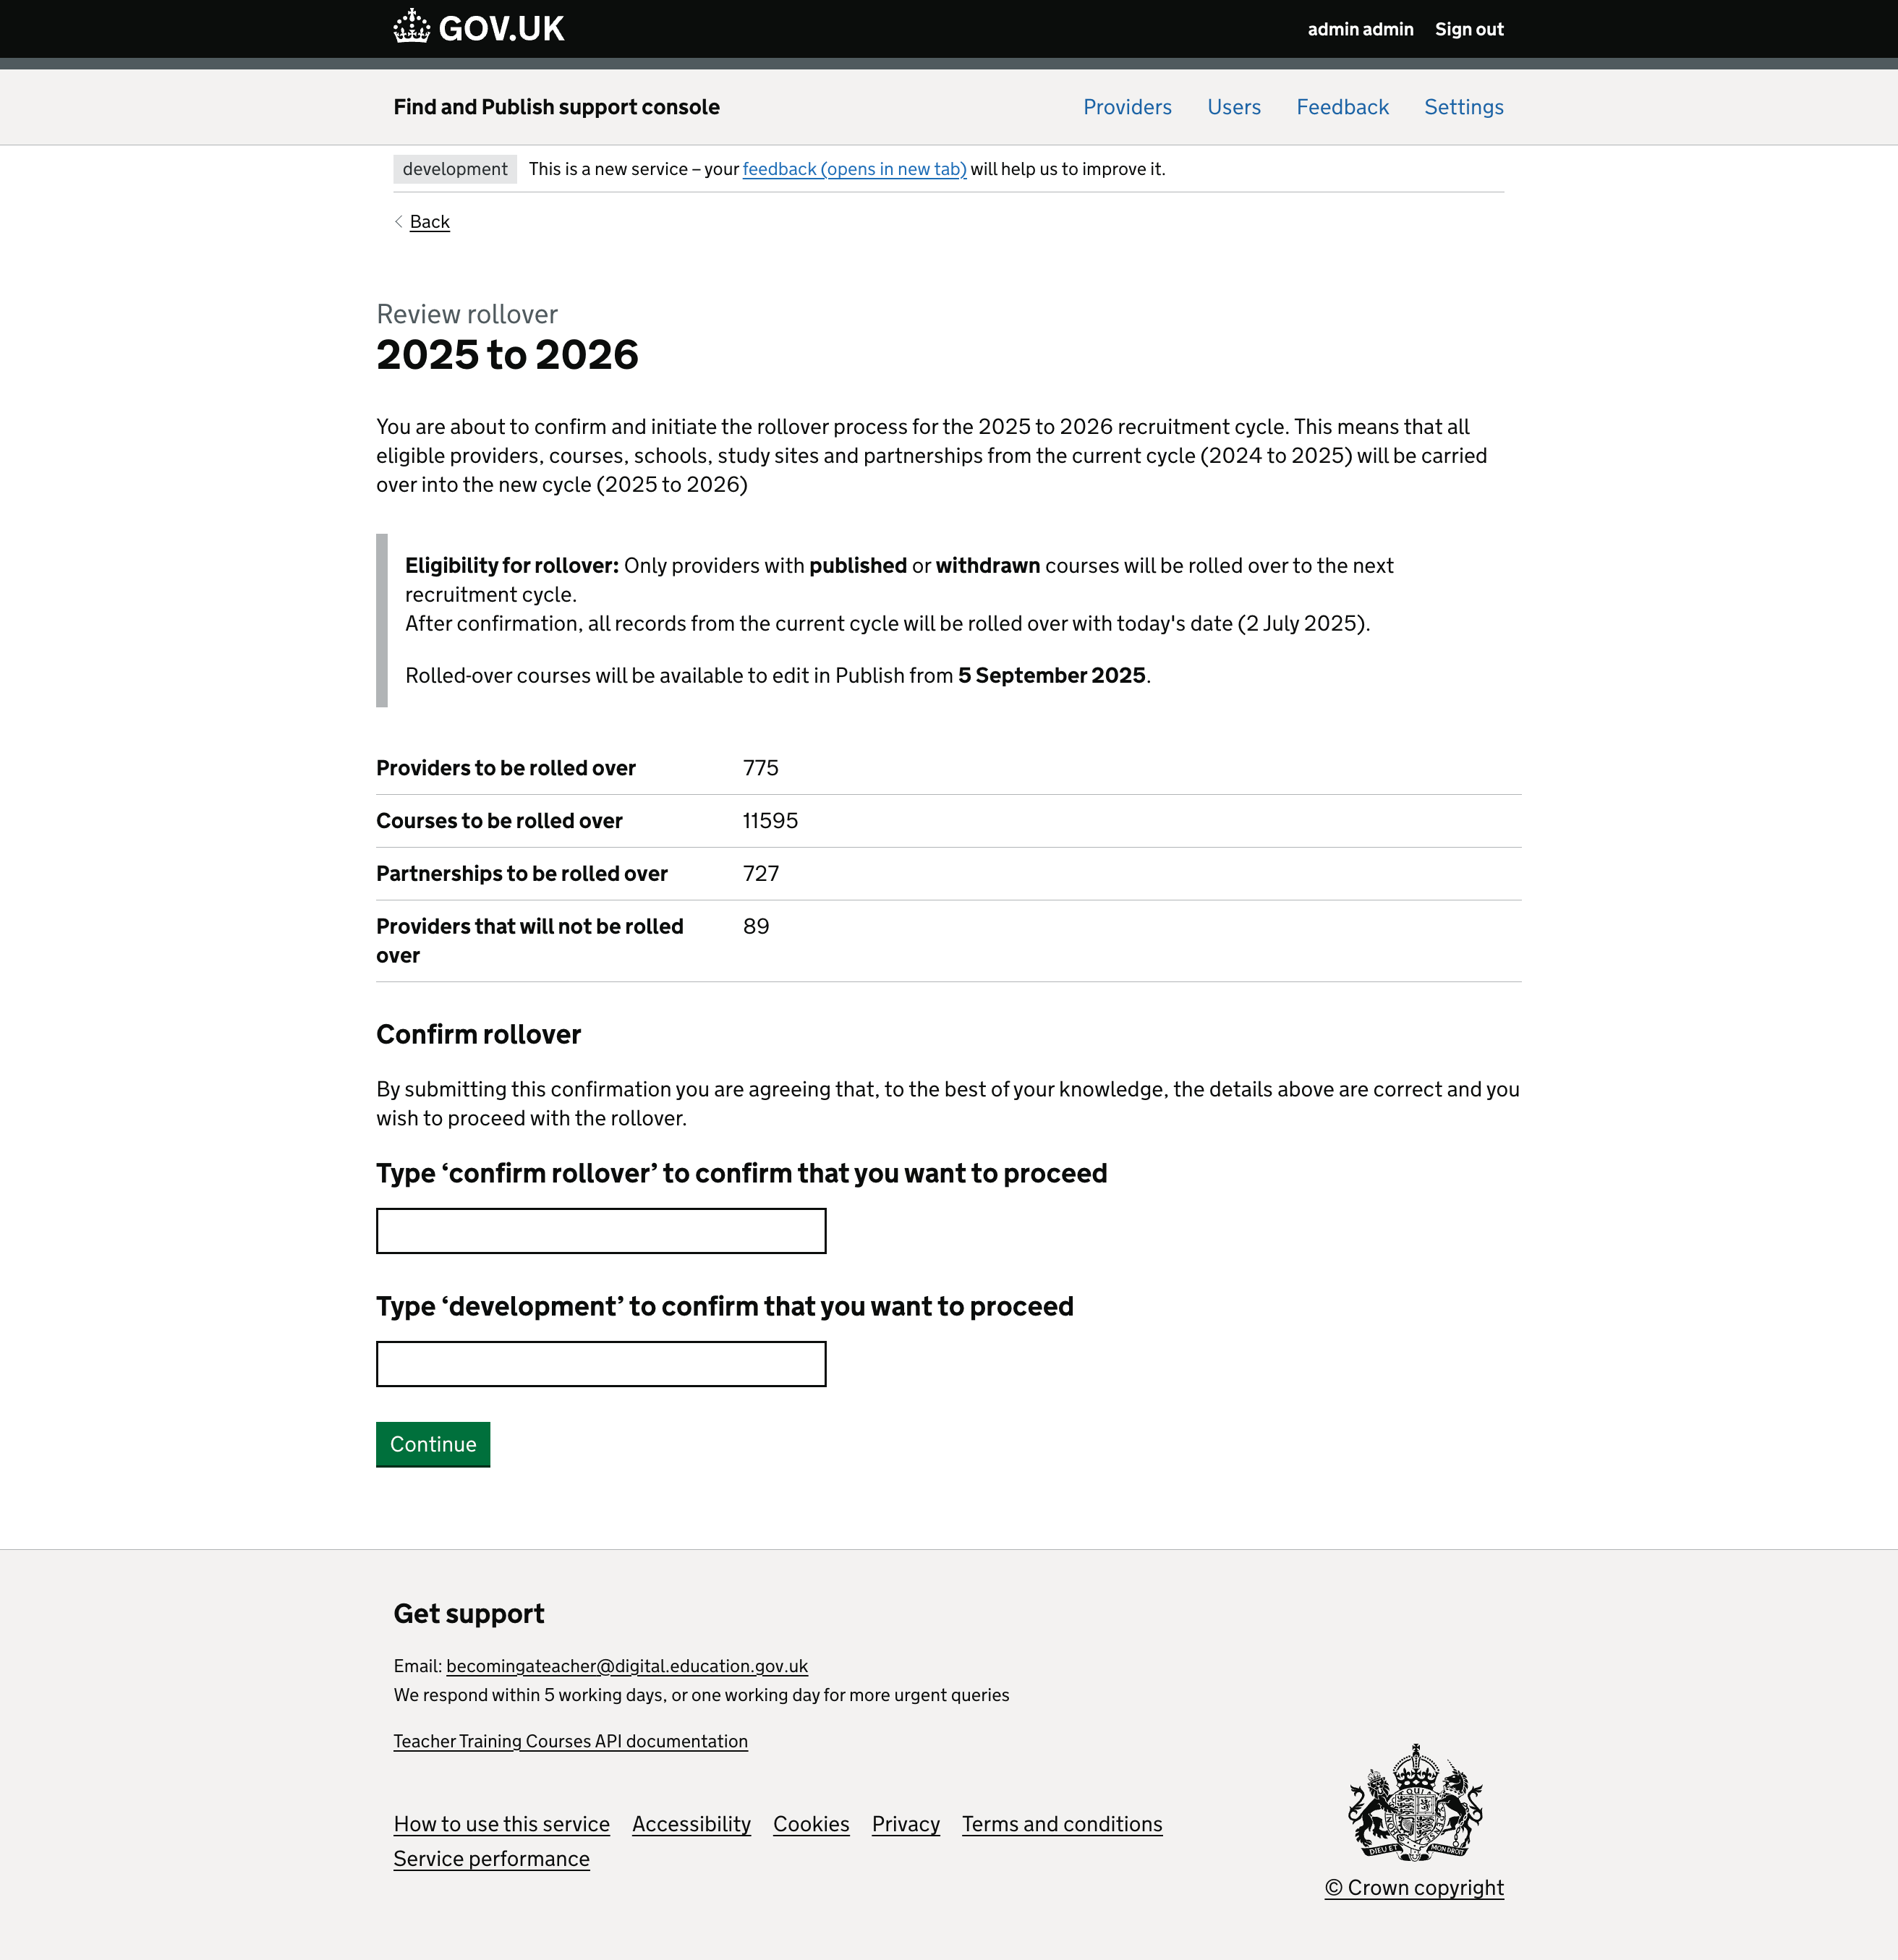 GOV.UK
admin admin Sign out
Find and Publish support console
Providers Users Feedback Settings
development This is a new service – your feedback (opens in new tab) will help us to improve it.
Back
Review rollover
2025 to 2026
You are about to confirm and initiate the rollover process for the 2025 to 2026 recruitment cycle. This means that all
eligible providers, courses, schools, study sites and partnerships from the current cycle (2024 to 2025) will be carried
over into the new cycle (2025 to 2026)
Eligibility for rollover: Only providers with published or withdrawn courses will be rolled over to the next
recruitment cycle.
After confirmation, all records from the current cycle will be rolled over with today's date (2 July 2025).
Rolled-over courses will be available to edit in Publish from 5 September 2025.
Providers to be rolled over 775
Courses to be rolled over 11595
Partnerships to be rolled over 727
Providers that will not be rolled 89
over
Confirm rollover
By submitting this confirmation you are agreeing that, to the best of your knowledge, the details above are correct and you
wish to proceed with the rollover.
Type ‘confirm rollover’ to confirm that you want to proceed
Type ‘development’ to confirm that you want to proceed
Continue
Get support
Email: becomingateacher@digital.education.gov.uk
We respond within 5 working days, or one working day for more urgent queries
Teacher Training Courses API documentation
How to use this service Accessibility Cookies Privacy Terms and conditions
Service performance
DIEU ET MON DROIT
© Crown copyright